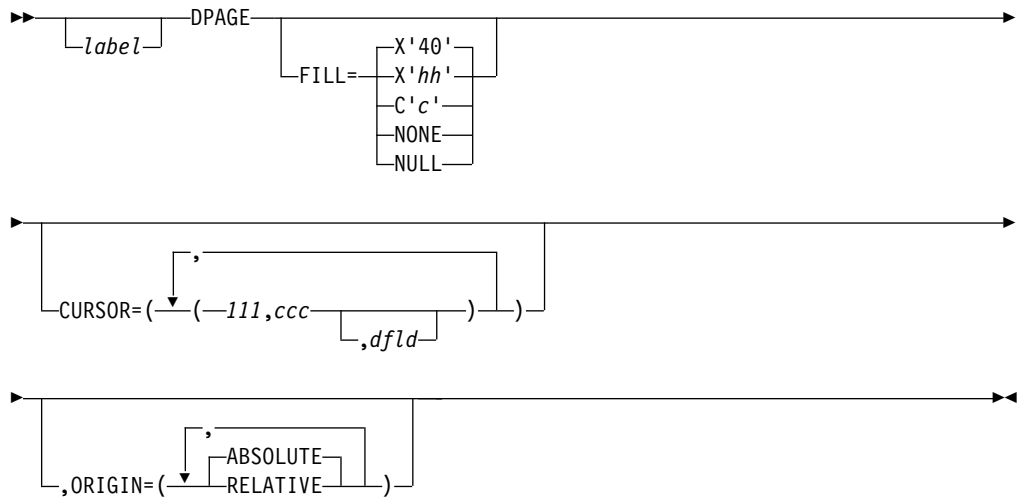 DPAGE
label
X'40'
FILL= X'hh'
C'c'
NONE
NULL
,
CURSOR=( ( lll,ccc ) )
,dfld
,
ABSOLUTE
,ORIGIN=( RELATIVE )